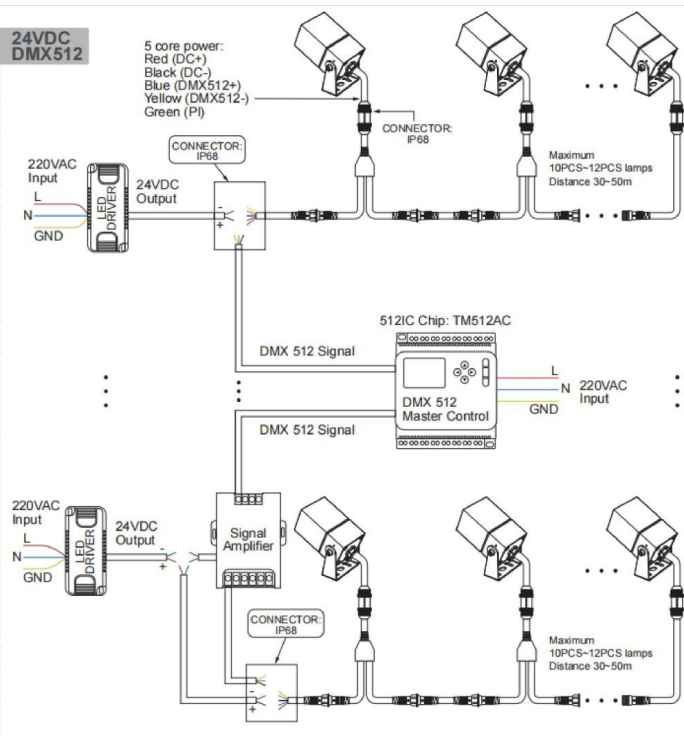 24VDC
DMX512
5 core power:
Red (DC+)
Black (DC-)
Blue (DMX512+)
Yellow (DMX512-)
Green (PI)
CONNECTOR:
IP68
CONNECTOR:
IP68
220VAC
Input
L
N
GND
LED
DRIVER
24VDC
Output
-
+
Maximum
10PCS~12PCS lamps
Distance 30~50m
512IC Chip: TM512AC
DMX 512 Signal
DMX 512
Master Control
L
N
GND
220VAC
Input
DMX 512 Signal
220VAC
Input
L
N
GND
LED
DRIVER
24VDC
Output
-
+
Signal
Amplifier
CONNECTOR:
IP68
-
+
Maximum
10PCS~12PCS lamps
Distance 30~50m